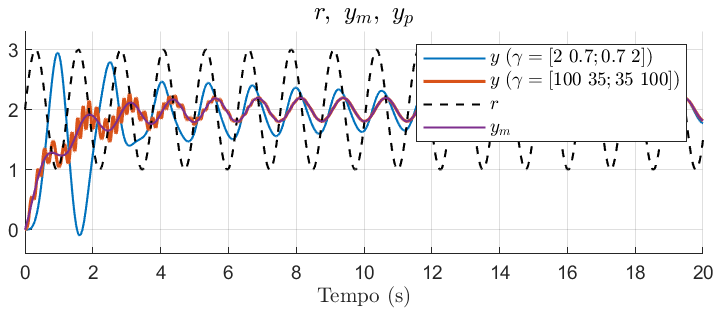 r, y_m, y_p
3
2
1
0
y (γ = [2 0.7; 0.7 2])
y (γ = [100 35; 35 100])
r
y_m
0 2 4 6 8 10 12 14 16 18 20
Tempo (s)